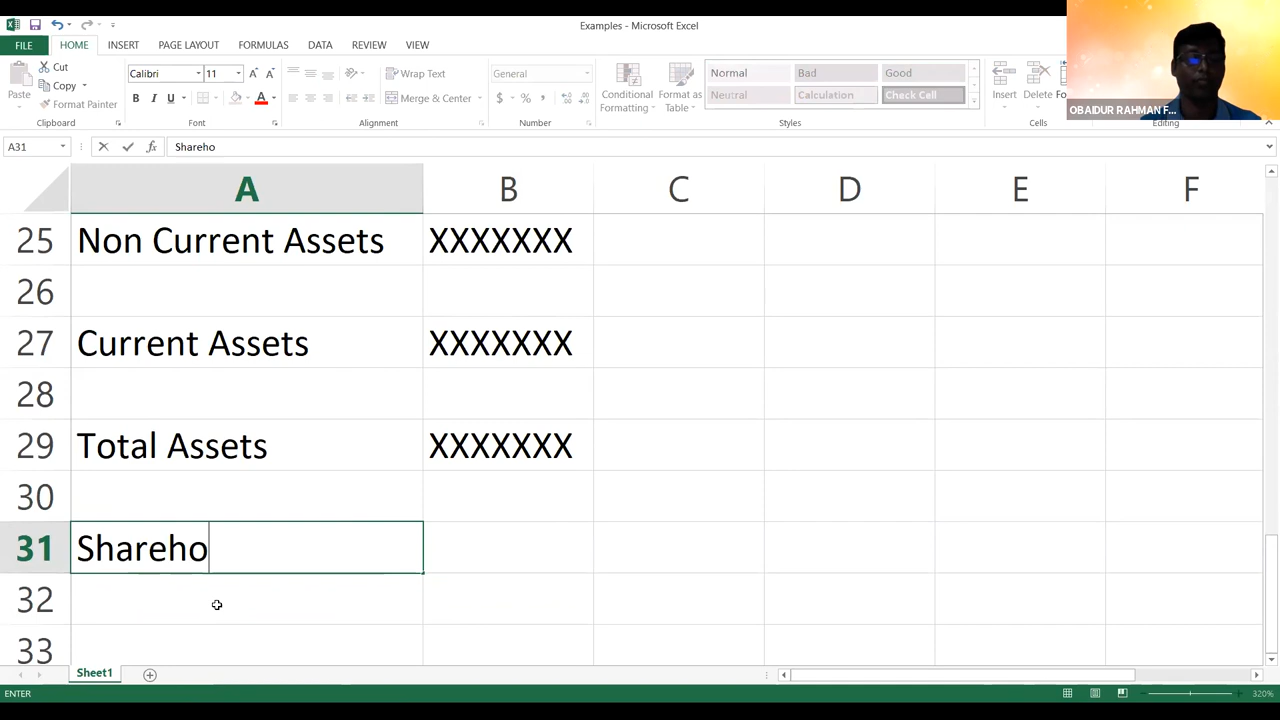 Examples - Microsoft Excel
FILE HOME INSERT PAGE LAYOUT FORMULAS DATA REVIEW VIEW
Paste Cut Copy Format Painter Clipboard
Calibri 11 B I U A Font
Wrap Text Merge & Center Alignment
General $ % , Number
Conditional Formatting Format as Table
Normal Bad Good
Neutral Calculation Check Cell
Styles
Insert Delete Cells
Editing
OBAIDUR RAHMAN F...
A31 fx Shareho
A B C D E F
25 Non Current Assets XXXXXXX
26
27 Current Assets XXXXXXX
28
29 Total Assets XXXXXXX
30
31 Shareho
32
33
Sheet1
ENTER 320%